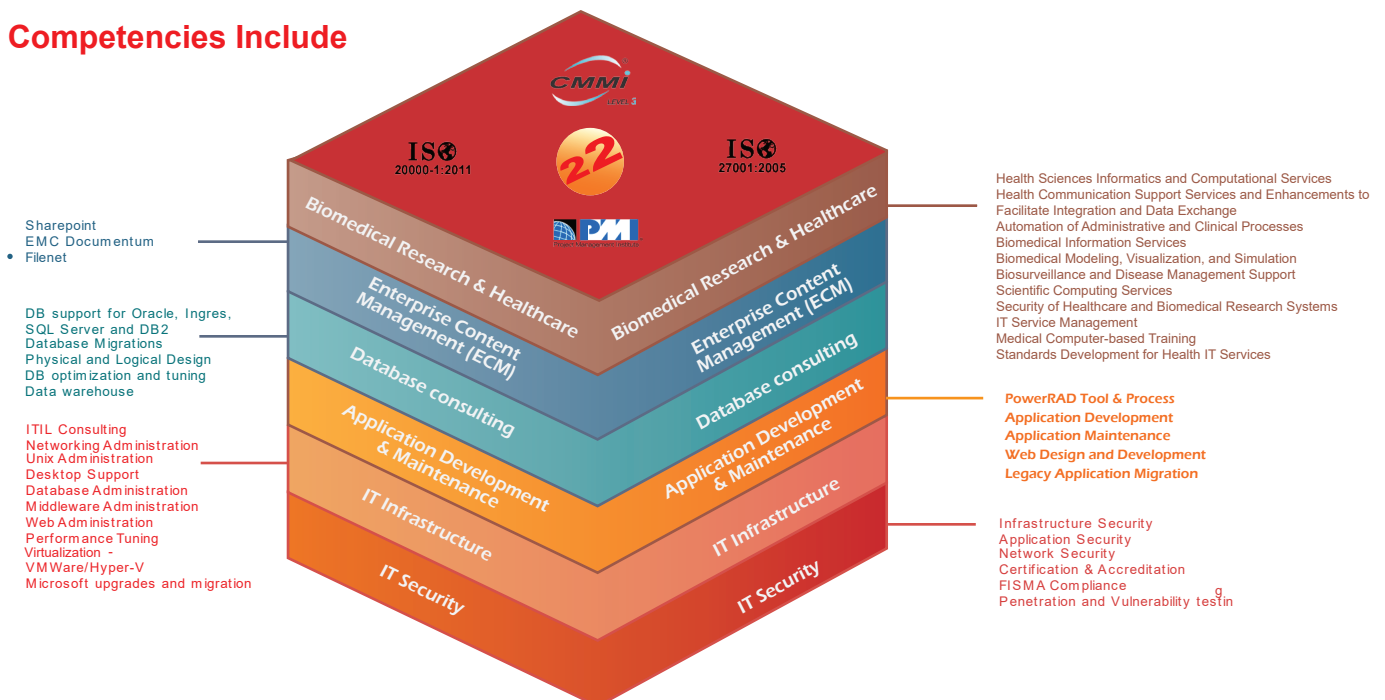 Competencies Include
CMMi
LEVEL 3
ISO
20000-1:2011
22
ISO
27001:2005
PMI
Project Management Institute
Biomedical Research & Healthcare
Enterprise Content
Management (ECM)
Database consulting
Application Development
& Maintenance
IT Infrastructure
IT Security
Biomedical Research & Healthcare
Enterprise Content
Management (ECM)
Database consulting
Application Development
& Maintenance
IT Infrastructure
IT Security
Sharepoint
EMC Documentum
• Filenet
DB support for Oracle, Ingres,
SQL Server and DB2
Database Migrations
Physical and Logical Design
DB optimization and tuning
Data warehouse
ITIL Consulting
Networking Administration
Unix Administration
Desktop Support
Database Administration
Middleware Administration
Web Administration
Performance Tuning
Virtualization -
VMWare/Hyper-V
Microsoft upgrades and migration
Health Sciences Informatics and Computational Services
Health Communication Support Services and Enhancements to
Facilitate Integration and Data Exchange
Automation of Administrative and Clinical Processes
Biomedical Information Services
Biomedical Modeling, Visualization, and Simulation
Biosurveillance and Disease Management Support
Scientific Computing Services
Security of Healthcare and Biomedical Research Systems
IT Service Management
Medical Computer-based Training
Standards Development for Health IT Services
PowerRAD Tool & Process
Application Development
Application Maintenance
Web Design and Development
Legacy Application Migration
Infrastructure Security
Application Security
Network Security
Certification & Accreditation
FISMA Compliance
Penetration and Vulnerability testing